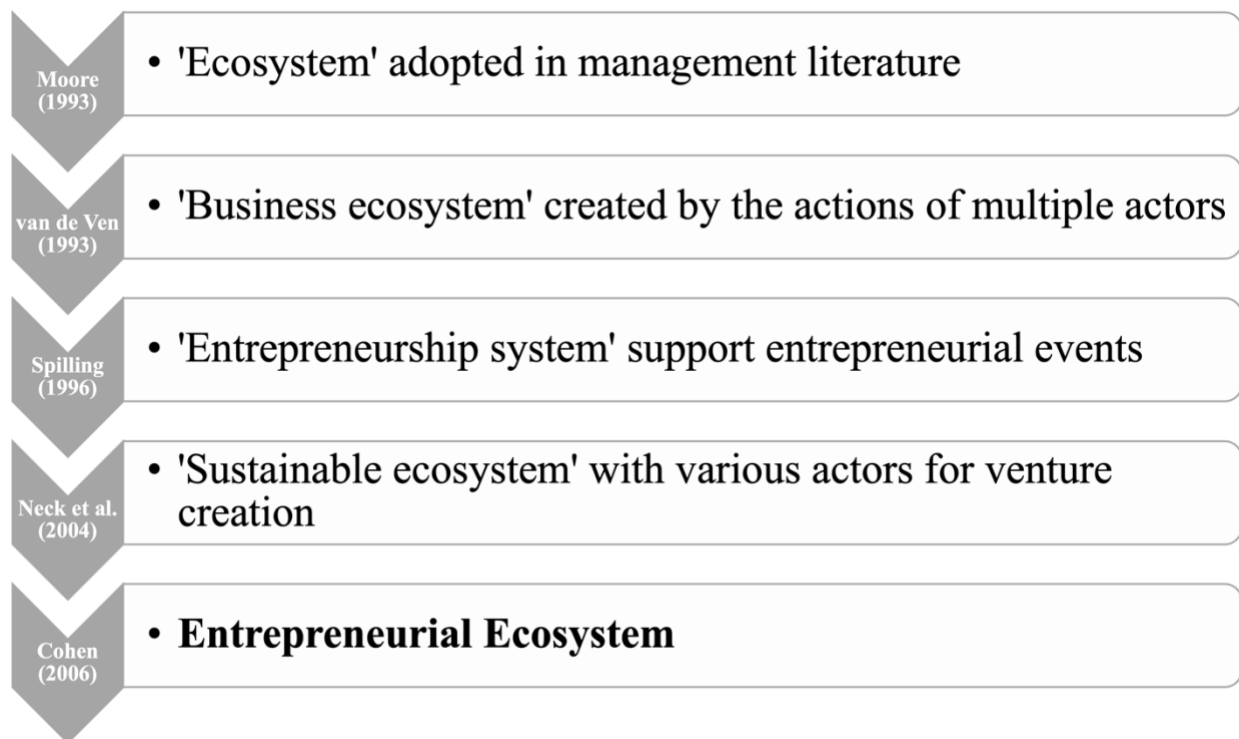 Moore
(1993)
• 'Ecosystem' adopted in management literature
van de Ven
(1993)
• 'Business ecosystem' created by the actions of multiple actors
Spilling
(1996)
• 'Entrepreneurship system' support entrepreneurial events
Neck et al.
(2004)
• 'Sustainable ecosystem' with various actors for venture
creation
Cohen
(2006)
• Entrepreneurial Ecosystem